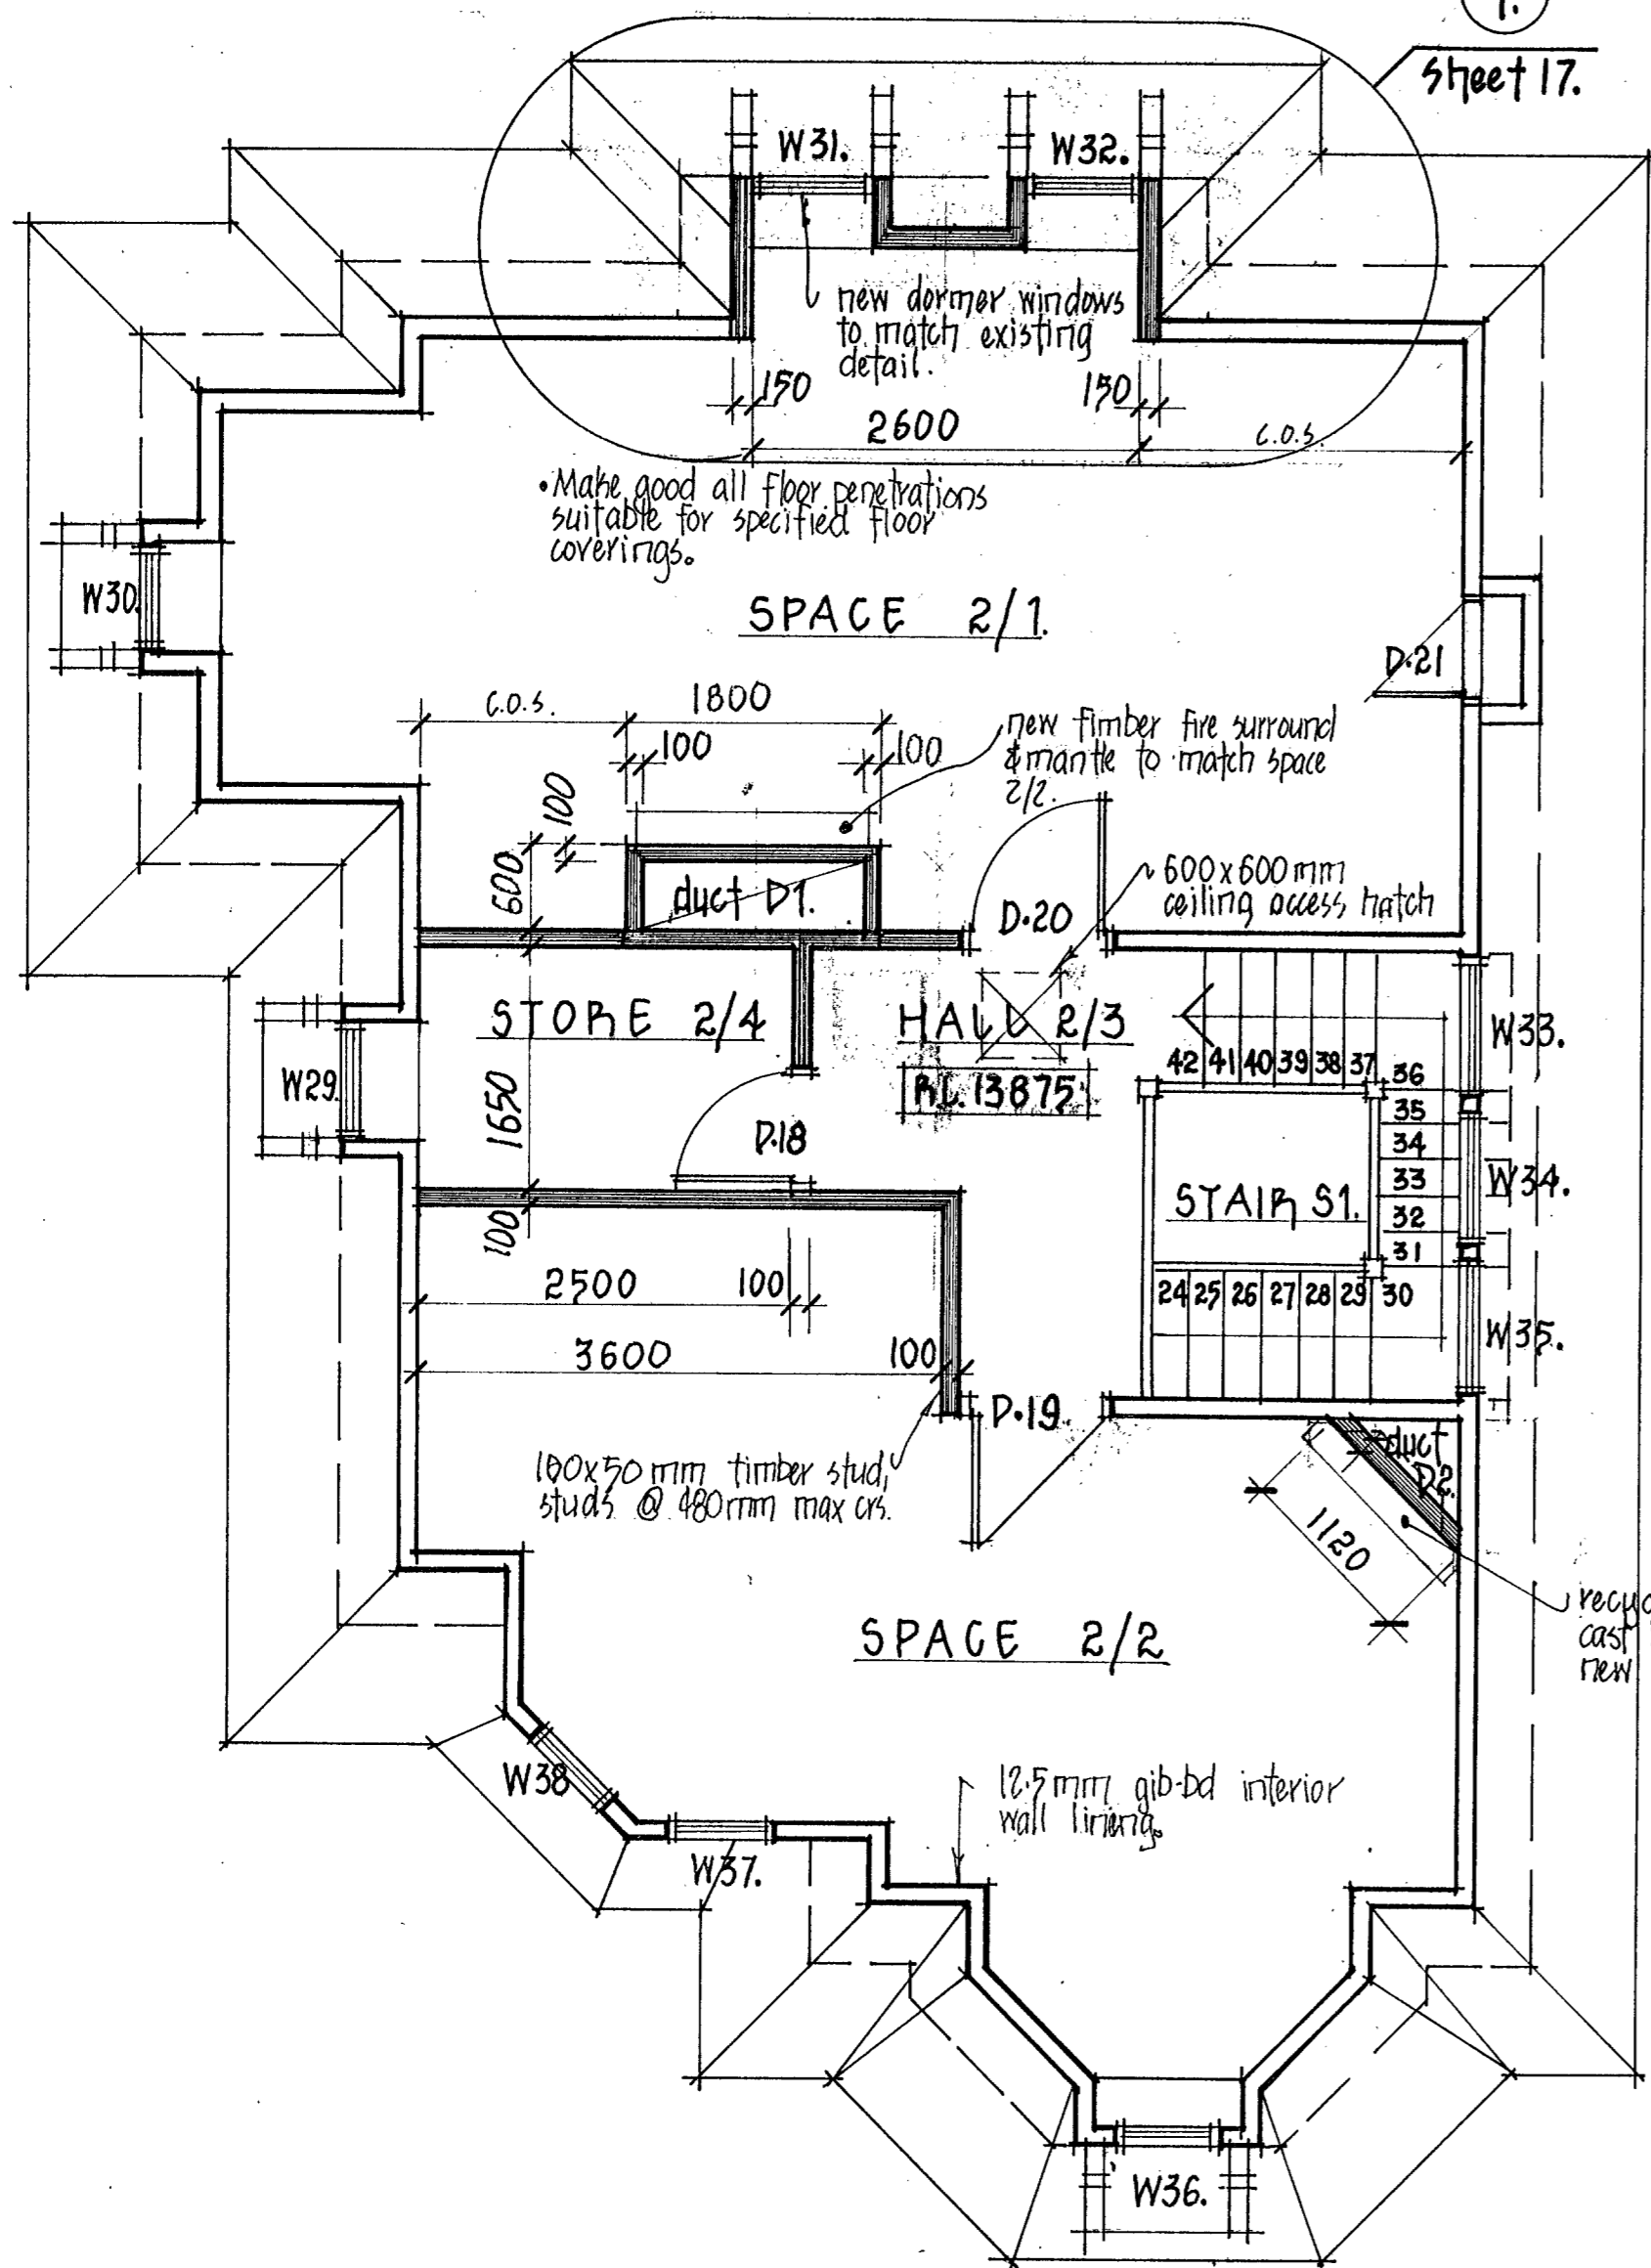 1.
sheet 17.
W31.
W32.
new dormer windows
to match existing
detail.
150
150
2600
c.o.s.
•Make good all floor penetrations
suitable for specified floor
coverings.
W30.
SPACE 2/1.
D.21
c.o.s.
1800
100
100
new timber fire surround
& mantle to match space
2/2.
100
600
duct D1.
D.20
600x600mm
ceiling access hatch
STORE 2/4
HALL 2/3
RL.13875
W33.
42 41 40 39 38 37
36
35
34
33
32
31
W29.
1650
D.18
STAIR S1.
W34.
100
2500
100
24 25 26 27 28 29 30
W35.
3600
100
D.19.
duct
D2.
100x50mm timber stud,
studs @ 480mm max crs.
1120
SPACE 2/2
cast
new
W38
12.5mm gib-bd interior
wall lining.
W37.
W36.